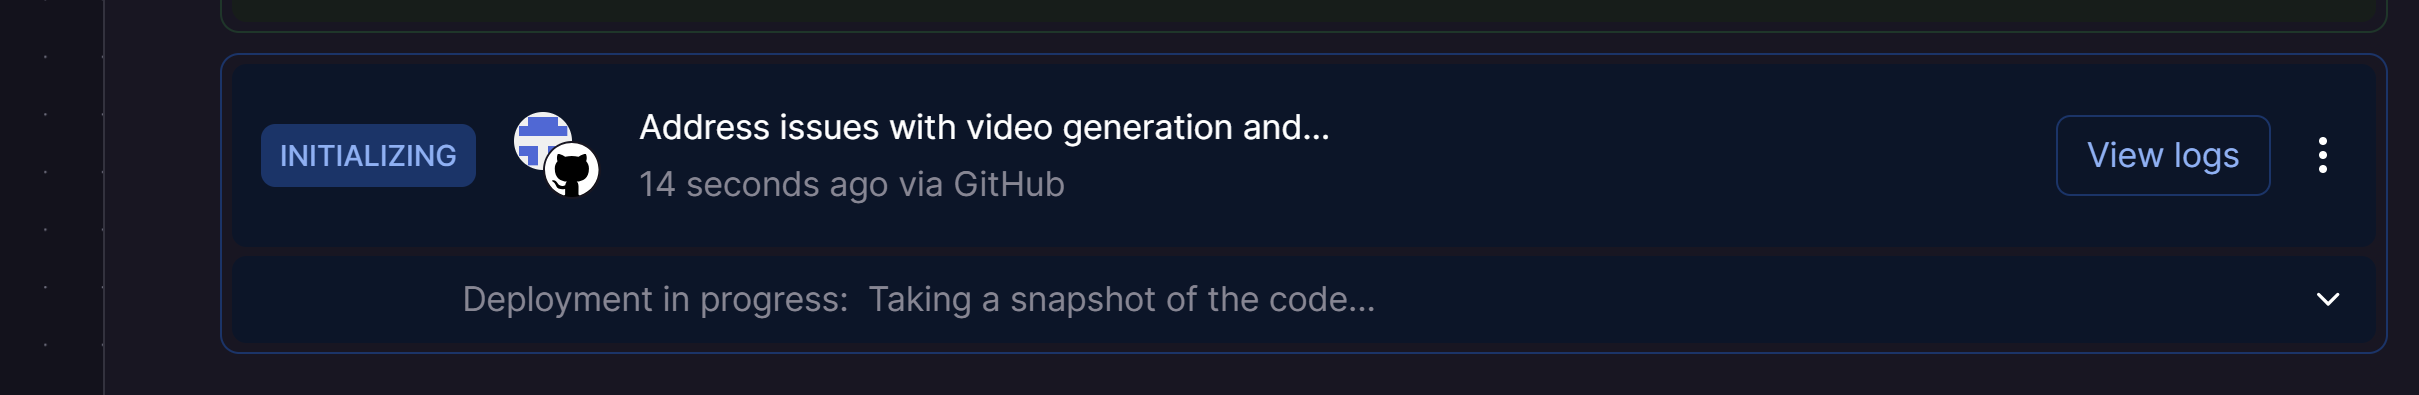 INITIALIZING
Address issues with video generation and...
14 seconds ago via GitHub
View logs
Deployment in progress: Taking a snapshot of the code...